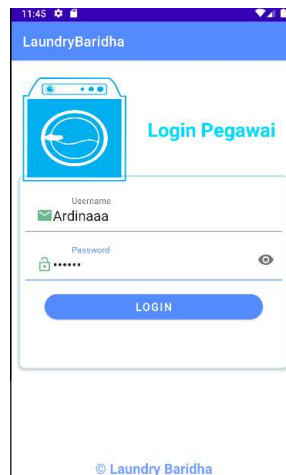 11:45
LaundryBaridha
Login Pegawai
Username
Ardinaaa
Password
••••••
LOGIN
© Laundry Baridha